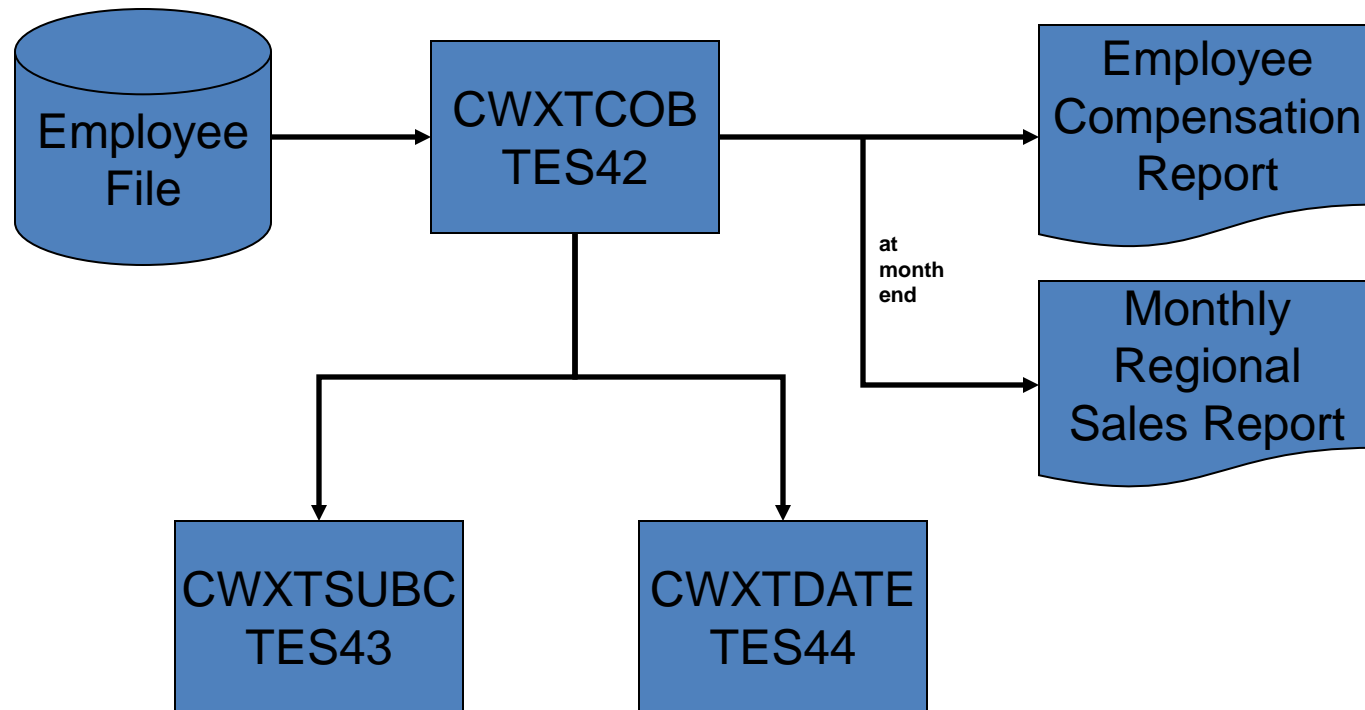 Employee
File
CWXTCOB
TES42
Employee
Compensation
Report
at
month
end
Monthly
Regional
Sales Report
CWXTSUBC
TES43
CWXTDATE
TES44